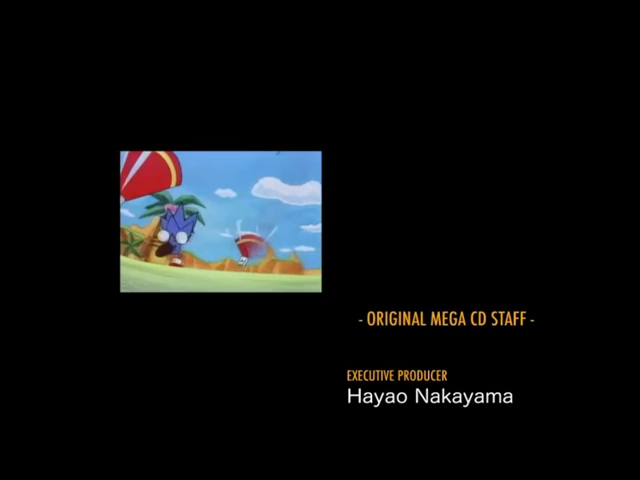 - ORIGINAL MEGA CD STAFF -
EXECUTIVE PRODUCER
Hayao Nakayama